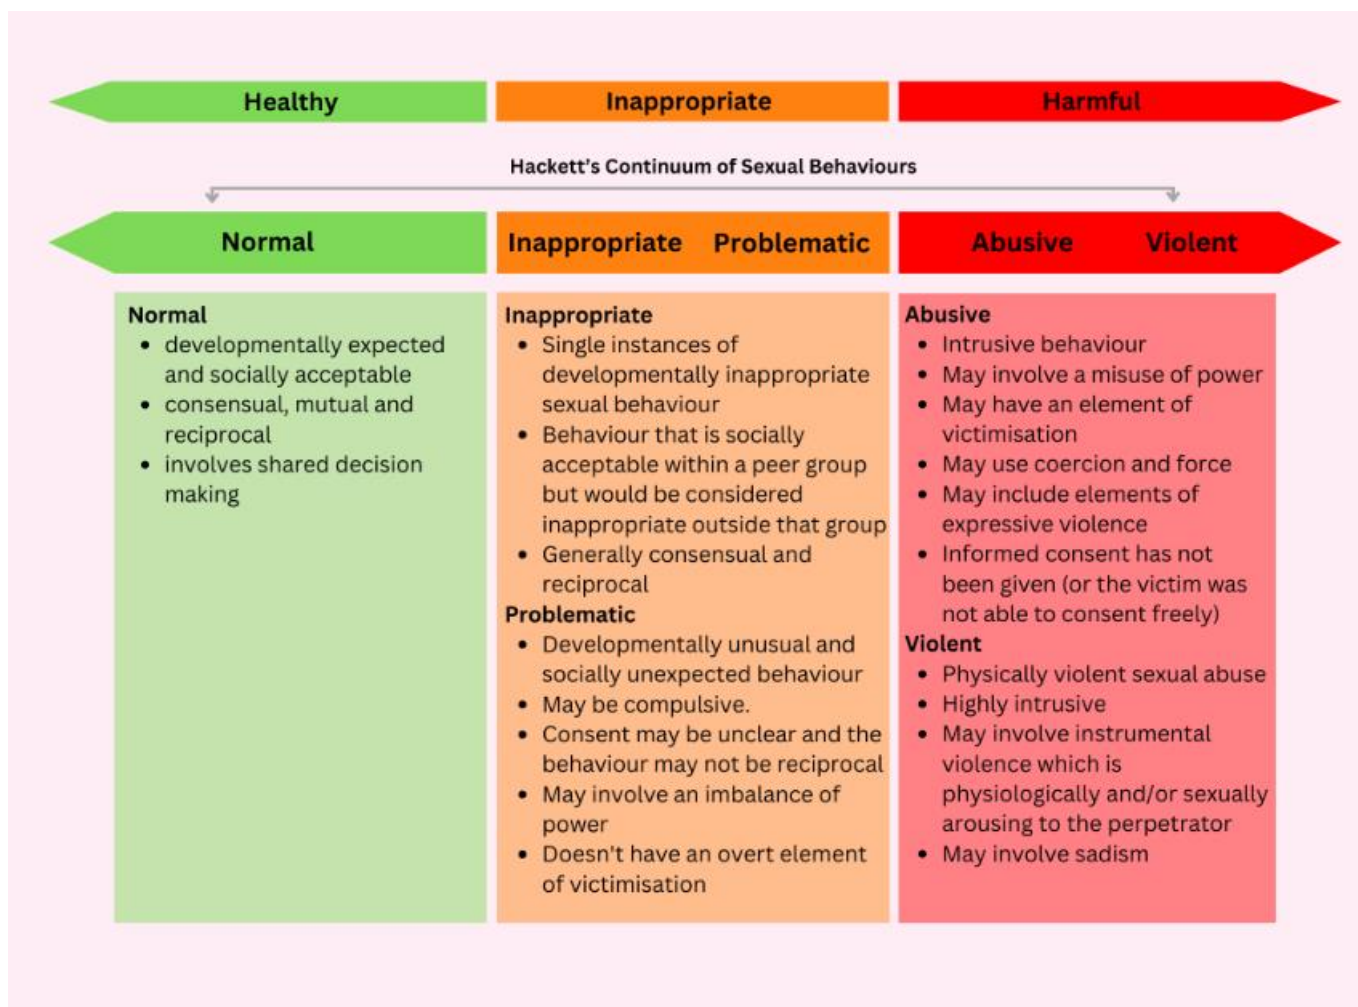 Healthy
Inappropriate
Harmful
Hackett's Continuum of Sexual Behaviours
Normal
Inappropriate Problematic
Abusive Violent
Normal
• developmentally expected
and socially acceptable
• consensual, mutual and
reciprocal
• involves shared decision
making
Inappropriate
• Single instances of
developmentally inappropriate
sexual behaviour
• Behaviour that is socially
acceptable within a peer group
but would be considered
inappropriate outside that group
• Generally consensual and
reciprocal
Problematic
• Developmentally unusual and
socially unexpected behaviour
• May be compulsive.
• Consent may be unclear and the
behaviour may not be reciprocal
• May involve an imbalance of
power
• Doesn't have an overt element
of victimisation
Abusive
• Intrusive behaviour
• May involve a misuse of power
• May have an element of
victimisation
• May use coercion and force
• May include elements of
expressive violence
• Informed consent has not
been given (or the victim was
not able to consent freely)
Violent
• Physically violent sexual abuse
• Highly intrusive
• May involve instrumental
violence which is
physiologically and/or sexually
arousing to the perpetrator
• May involve sadism